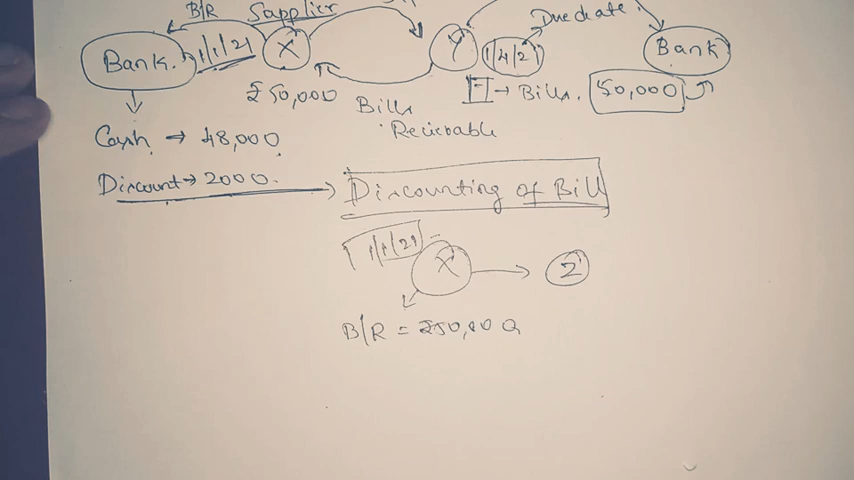 B/R Sapplier
Due date
Bank. 1/1/21 X Y 1/4/21 Bank
₹50,000 Bills → Bills. 50,000
Receivable
Cash → 48,000
Discount → 2000. → Discounting of Bill
1/1/21
X → Z
B/R = ₹50,000